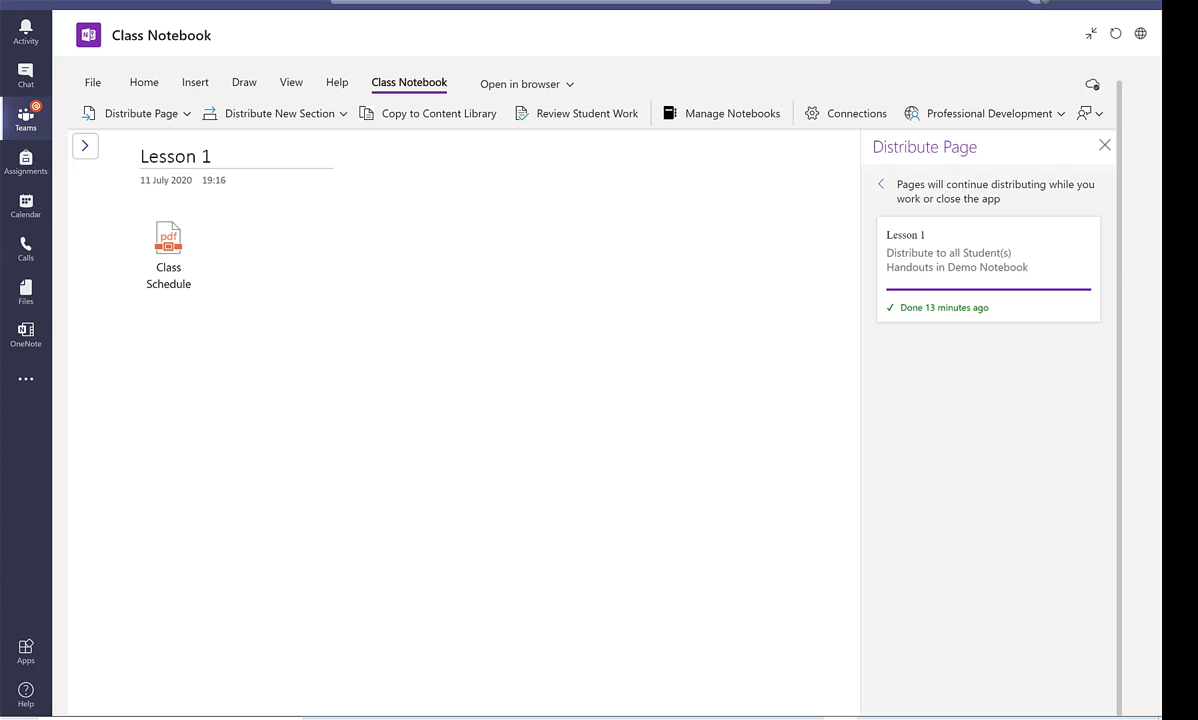 Activity
Chat
Teams
Assignments
Calendar
Calls
Files
OneNote
Apps
Help
Class Notebook
File Home Insert Draw View Help Class Notebook Open in browser
Distribute Page Distribute New Section Copy to Content Library Review Student Work Manage Notebooks Connections Professional Development
Lesson 1
11 July 2020 19:16
pdf
Class
Schedule
Distribute Page
Pages will continue distributing while you
work or close the app
Lesson 1
Distribute to all Student(s)
Handouts in Demo Notebook
✓ Done 13 minutes ago